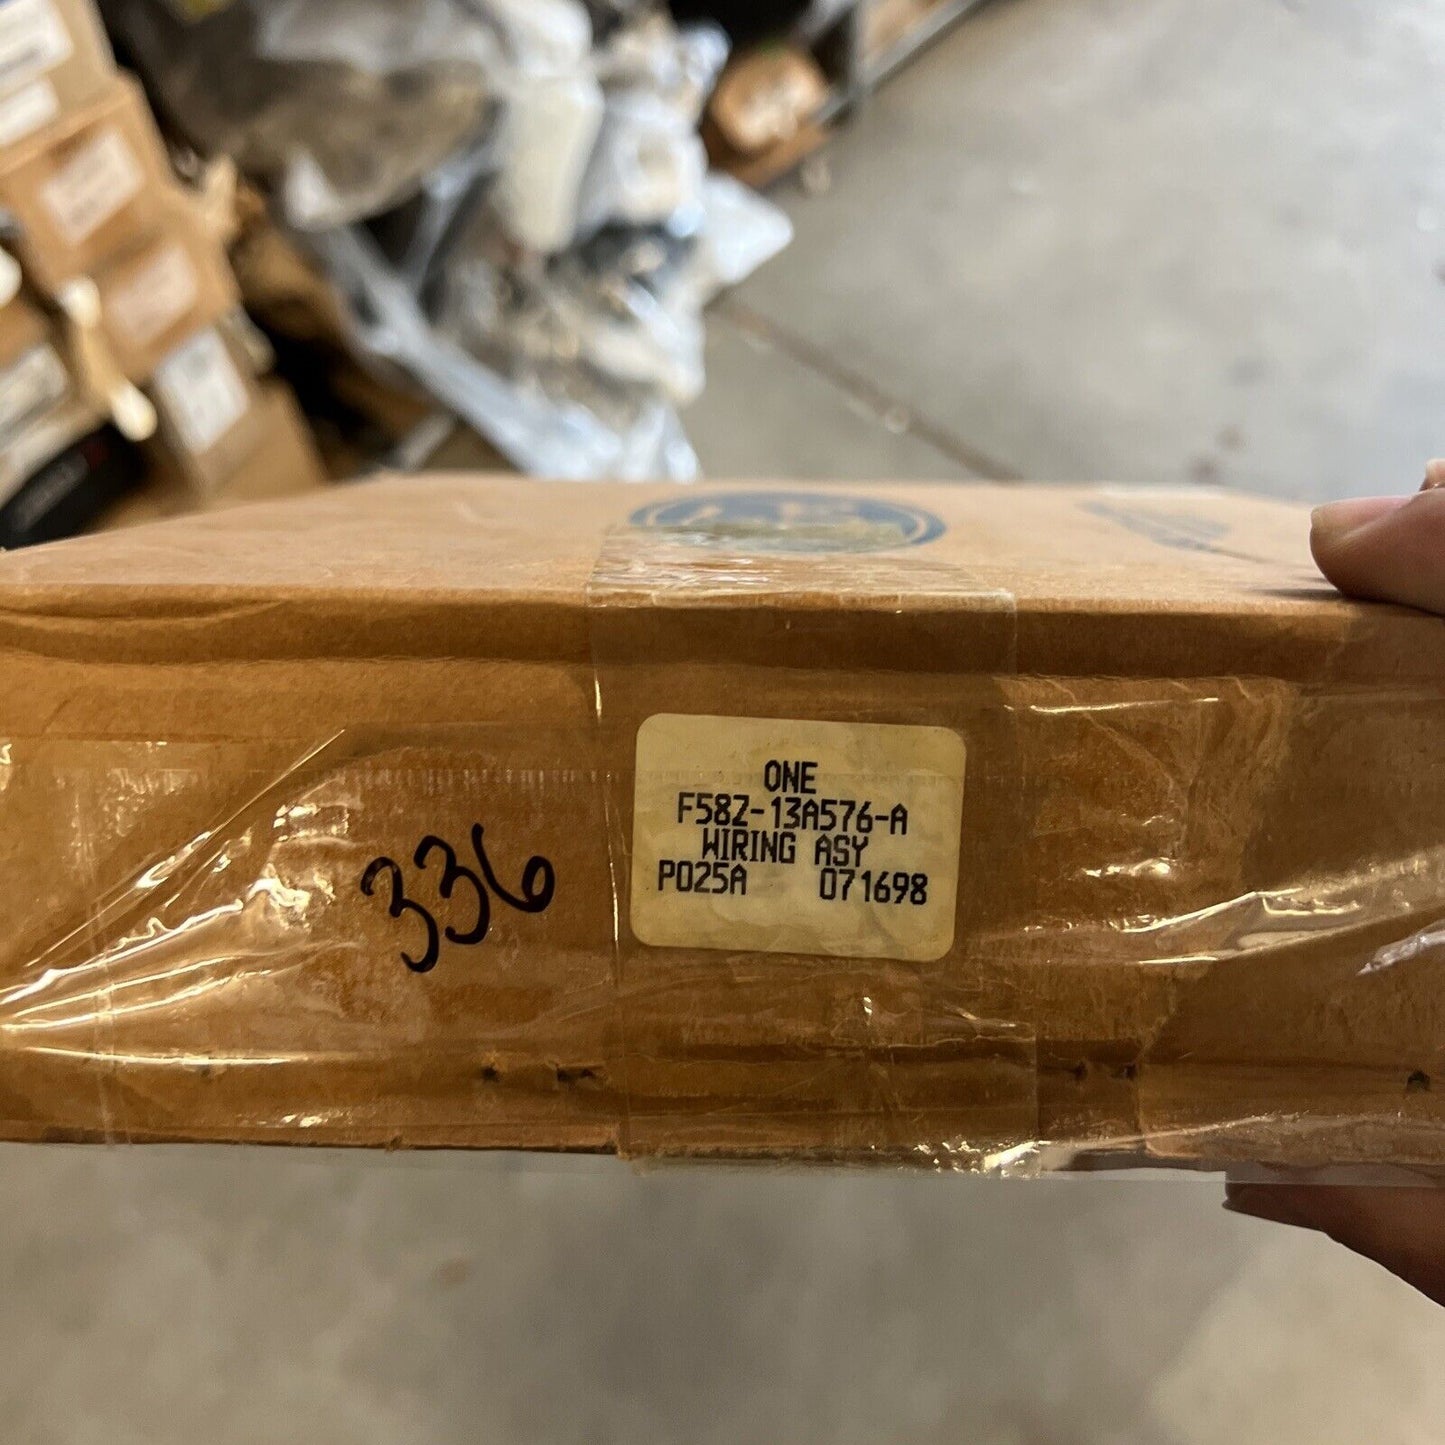 336
ONE
F58Z-13A576-A
WIRING ASY
P025A 071698